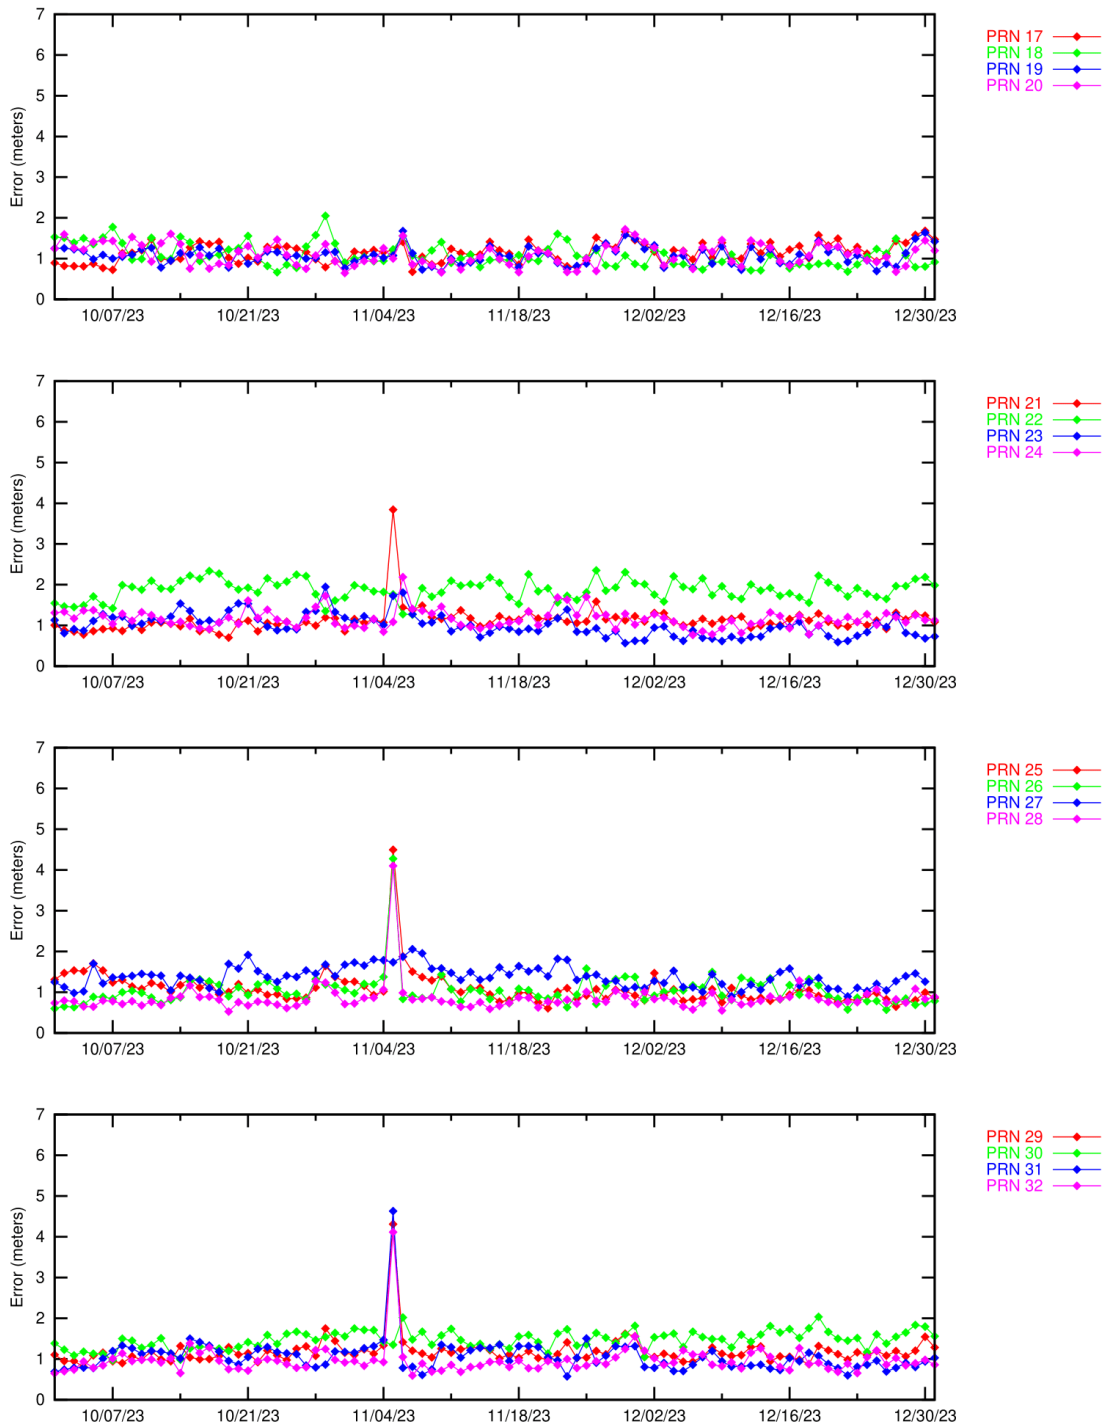 7
6
5
4
3
2
1
0
Error (meters)
10/07/23 10/21/23 11/04/23 11/18/23 12/02/23 12/16/23 12/30/23
PRN 17
PRN 18
PRN 19
PRN 20
7
6
5
4
3
2
1
0
Error (meters)
10/07/23 10/21/23 11/04/23 11/18/23 12/02/23 12/16/23 12/30/23
PRN 21
PRN 22
PRN 23
PRN 24
7
6
5
4
3
2
1
0
Error (meters)
10/07/23 10/21/23 11/04/23 11/18/23 12/02/23 12/16/23 12/30/23
PRN 25
PRN 26
PRN 27
PRN 28
7
6
5
4
3
2
1
0
Error (meters)
10/07/23 10/21/23 11/04/23 11/18/23 12/02/23 12/16/23 12/30/23
PRN 29
PRN 30
PRN 31
PRN 32